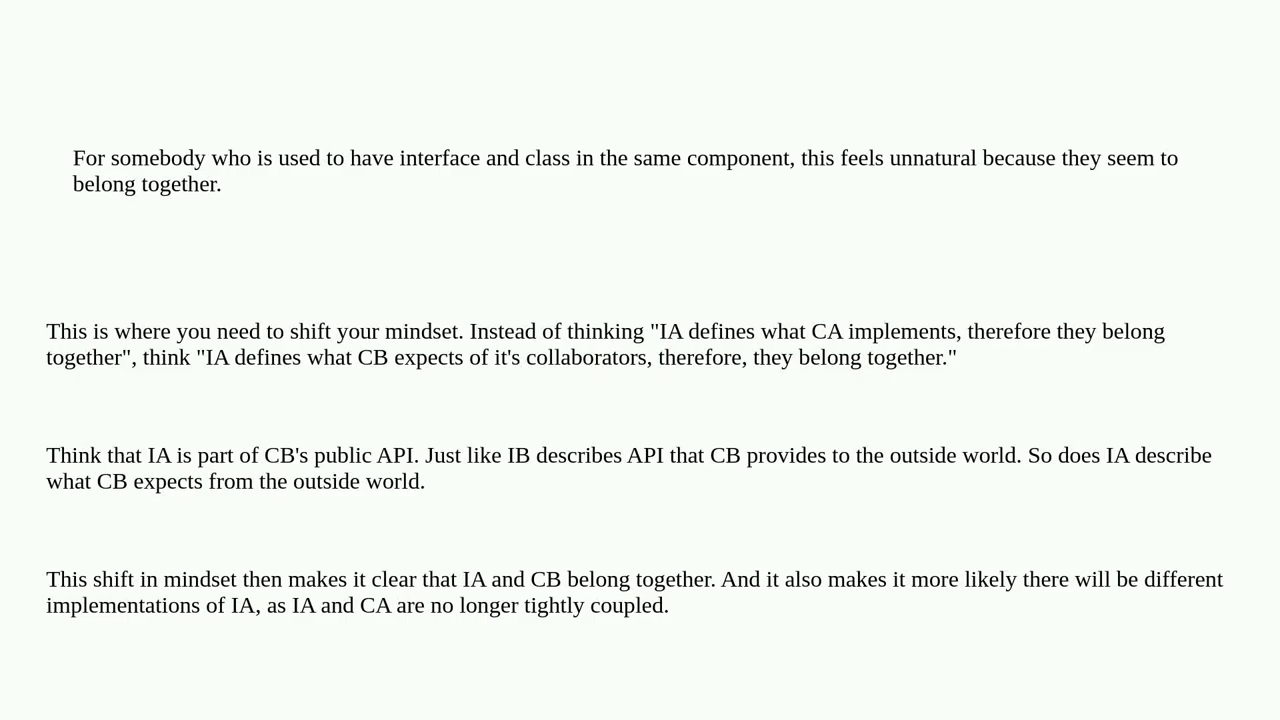 For somebody who is used to have interface and class in the same component, this feels unnatural because they seem to
belong together.
This is where you need to shift your mindset. Instead of thinking "IA defines what CA implements, therefore they belong
together", think "IA defines what CB expects of it's collaborators, therefore, they belong together."
Think that IA is part of CB's public API. Just like IB describes API that CB provides to the outside world. So does IA describe
what CB expects from the outside world.
This shift in mindset then makes it clear that IA and CB belong together. And it also makes it more likely there will be different
implementations of IA, as IA and CA are no longer tightly coupled.